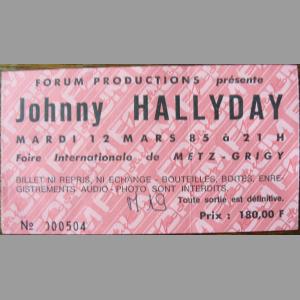 FORUM PRODUCTIONS présente
Johnny HALLYDAY
MARDI 12 MARS 85 à 21 H
Foire Internationale de METZ-GRIGY
BILLET NI REPRIS, NI ECHANGE - BOUTEILLES, BOITES, ENRE-
GISTREMENTS AUDIO - PHOTO SONT INTERDITS.
Toute sortie est définitive.
Nº 000504
Prix : 180,00 F